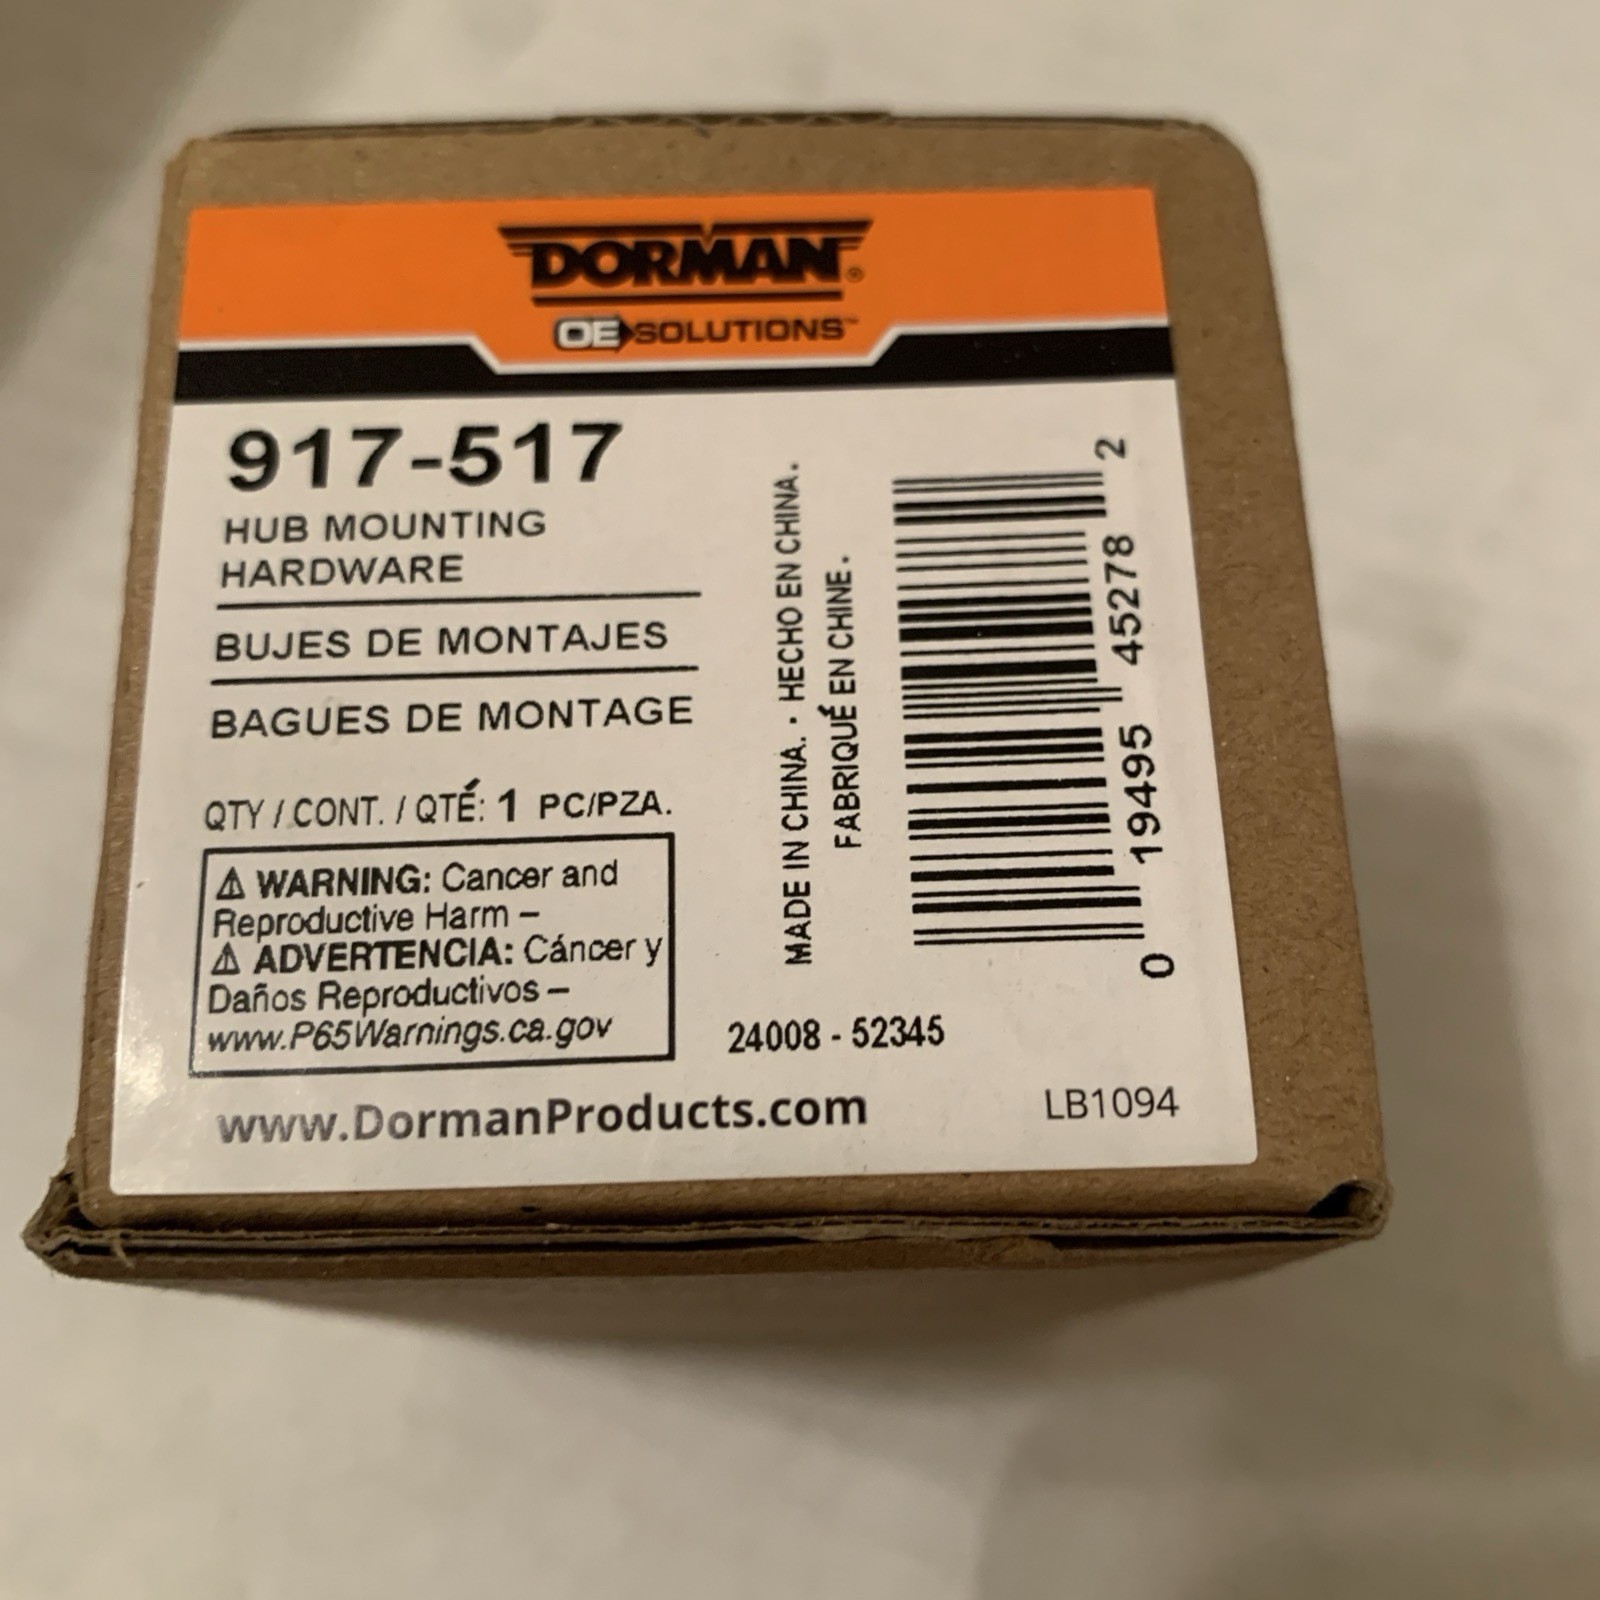 DORMAN®
OE SOLUTIONS™
917-517
HUB MOUNTING
HARDWARE
BUJES DE MONTAJES
BAGUES DE MONTAGE
QTY / CONT. / QTÉ: 1 PC/PZA.
⚠ WARNING: Cancer and
Reproductive Harm –
⚠ ADVERTENCIA: Cáncer y
Daños Reproductivos –
www.P65Warnings.ca.gov
MADE IN CHINA. · HECHO EN CHINA.
FABRIQUÉ EN CHINE.
0 19495 45278 2
24008 - 52345
www.DormanProducts.com
LB1094